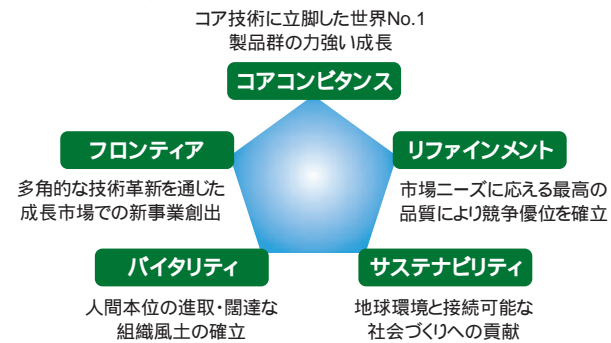 コア技術に立脚した世界No.1
製品群の力強い成長
コアコンピタンス
フロンティア
多角的な技術革新を通じた
成長市場での新事業創出
リファインメント
市場ニーズに応える最高の
品質により競争優位を確立
バイタリティ
人間本位の進取・闊達な
組織風土の確立
サステナビリティ
地球環境と接続可能な
社会づくりへの貢献